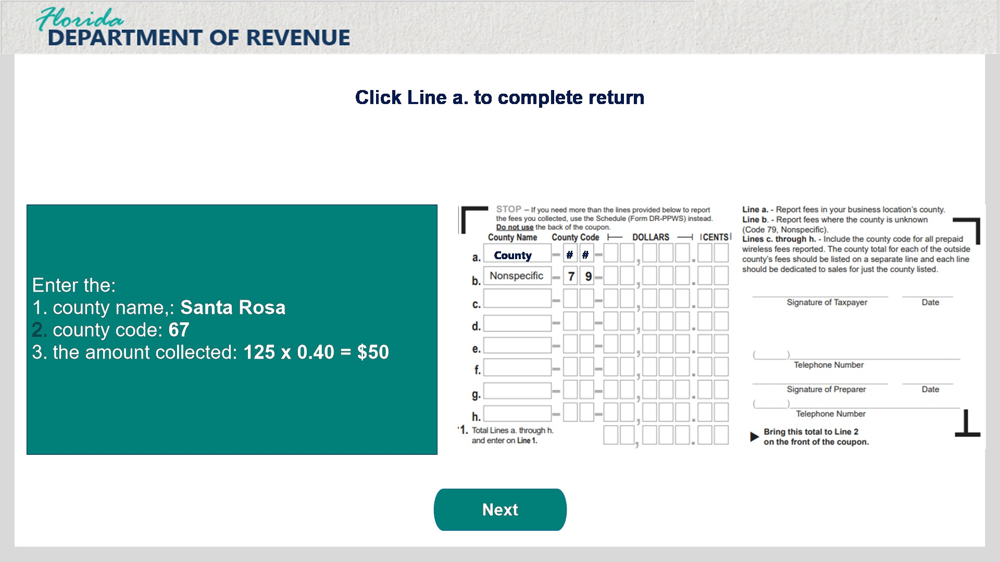 Florida
DEPARTMENT OF REVENUE
Click Line a. to complete return
Enter the:
1. county name,: Santa Rosa
2. county code: 67
3. the amount collected: 125 x 0.40 = $50
STOP – If you need more than the lines provided below to report
the fees you collected, use the Schedule (Form DR-PPWS) instead.
Do not use the back of the coupon.
County Name County Code DOLLARS CENTS
a. County – # # – , .
b. Nonspecific – 7 9 – , .
c. – – , .
d. – – , .
e. – – , .
f. – – , .
g. – – , .
h. – – , .
1. Total Lines a. through h.
and enter on Line 1. , .
Line a. - Report fees in your business location's county.
Line b. - Report fees where the county is unknown
(Code 79, Nonspecific).
Lines c. through h. - Include the county code for all prepaid
wireless fees reported. The county total for each of the outside
county's fees should be listed on a separate line and each line
should be dedicated to sales for just the county listed.
Signature of Taxpayer Date
( )
Telephone Number
Signature of Preparer Date
( )
Telephone Number
Bring this total to Line 2
on the front of the coupon.
Next